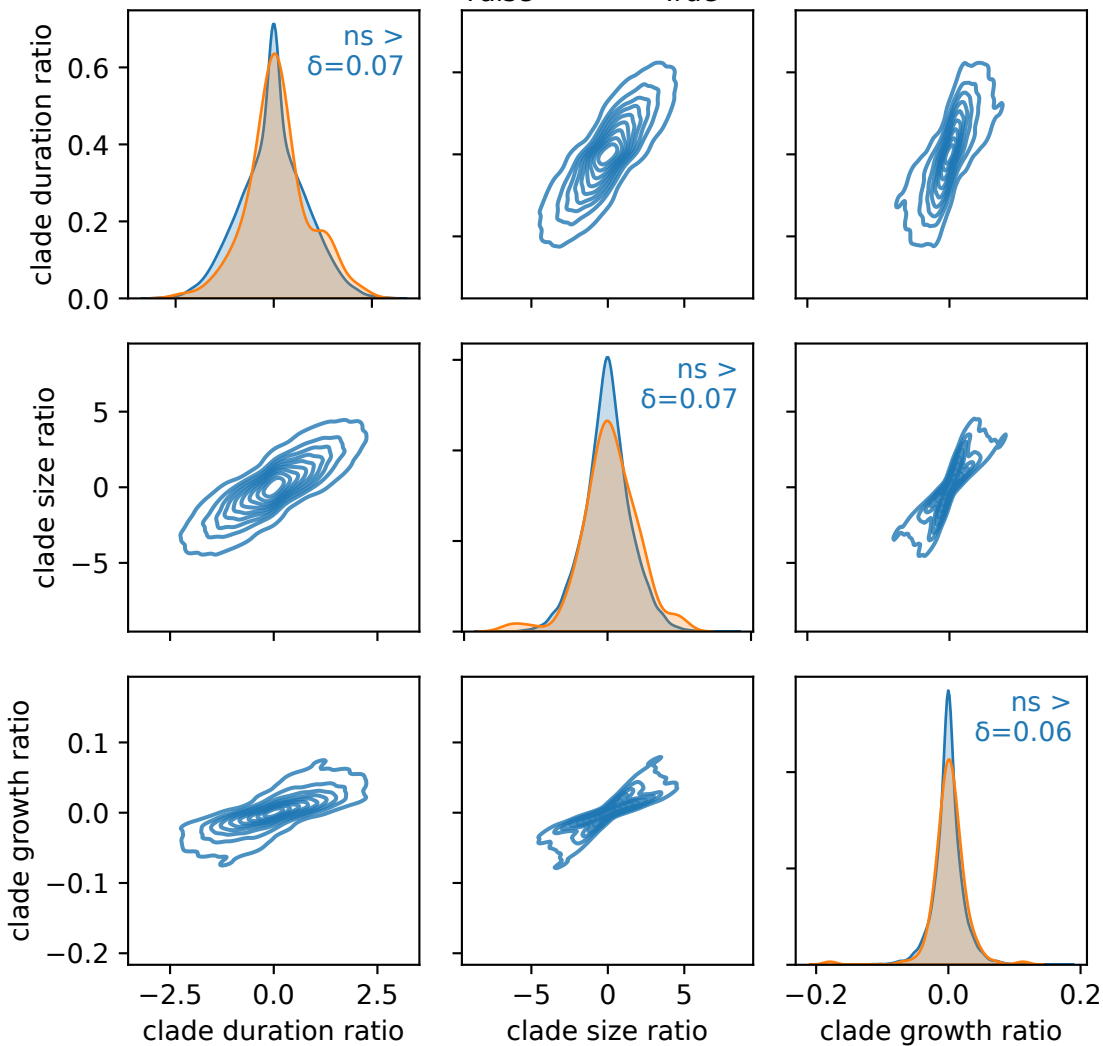 clade duration ratio
0.6
0.4
0.2
0.0
ns >
δ=0.07
clade size ratio
5
0
−5
ns >
δ=0.07
clade growth ratio
0.1
0.0
−0.1
−0.2
ns >
δ=0.06
−2.5 0.0 2.5
−5 0 5
−0.2 0.0 0.2
clade duration ratio
clade size ratio
clade growth ratio